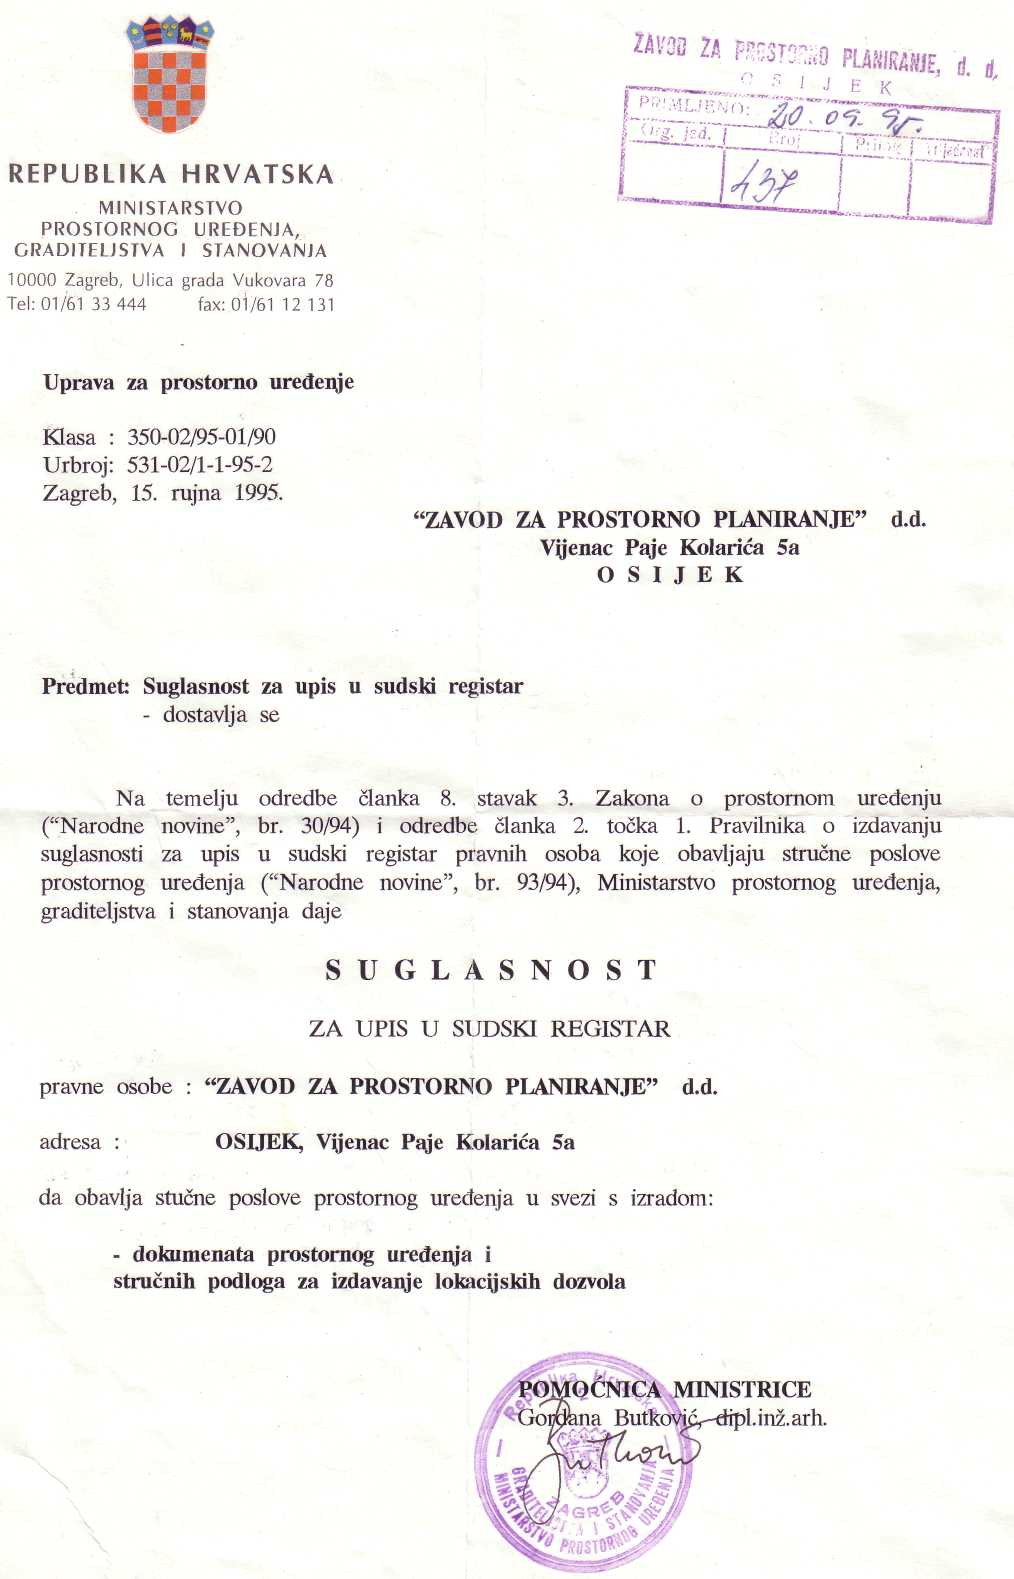 REPUBLIKA HRVATSKA
MINISTARSTVO
PROSTORNOG UREĐENJA,
GRADITELJSTVA I STANOVANJA
10000 Zagreb, Ulica grada Vukovara 78
Tel: 01/61 33 444 fax: 01/61 12 131
ZAVOD ZA PROSTORNO PLANIRANJE, d. d.
OSIJEK
PRIMLJENO: 20. 09. 95.
Org. jed. Broj Prilog Vrijednost
437
Uprava za prostorno uređenje
Klasa : 350-02/95-01/90
Urbroj: 531-02/1-1-95-2
Zagreb, 15. rujna 1995.
“ZAVOD ZA PROSTORNO PLANIRANJE” d.d.
Vijenac Paje Kolarića 5a
O S I J E K
Predmet: Suglasnost za upis u sudski registar
- dostavlja se
Na temelju odredbe članka 8. stavak 3. Zakona o prostornom uređenju
(“Narodne novine”, br. 30/94) i odredbe članka 2. točka 1. Pravilnika o izdavanju
suglasnosti za upis u sudski registar pravnih osoba koje obavljaju stručne poslove
prostornog uređenja (“Narodne novine”, br. 93/94), Ministarstvo prostornog uređenja,
graditeljstva i stanovanja daje
S U G L A S N O S T
ZA UPIS U SUDSKI REGISTAR
pravne osobe : “ZAVOD ZA PROSTORNO PLANIRANJE” d.d.
adresa : OSIJEK, Vijenac Paje Kolarića 5a
da obavlja stučne poslove prostornog uređenja u svezi s izradom:
- dokumenata prostornog uređenja i
stručnih podloga za izdavanje lokacijskih dozvola
POMOĆNICA MINISTRICE
Gordana Butković, dipl.inž.arh.
Republika Hrvatska
2
ZAGREB
GRADITELJSTVA I STANOVANJA
MINISTARSTVO PROSTORNOG UREĐENJA